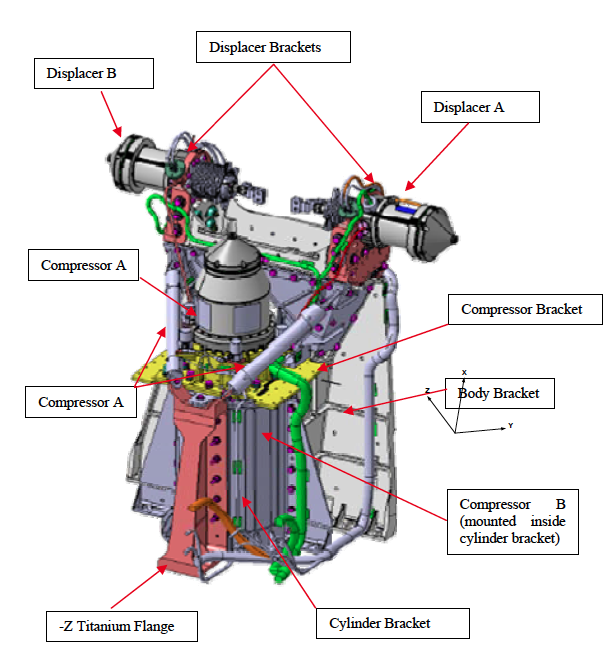 Displacer Brackets
Displacer B
Displacer A
Compressor A
Compressor Bracket
Compressor A
X
Z
Body Bracket
Y
Compressor B
(mounted inside
cylinder bracket)
-Z Titanium Flange
Cylinder Bracket